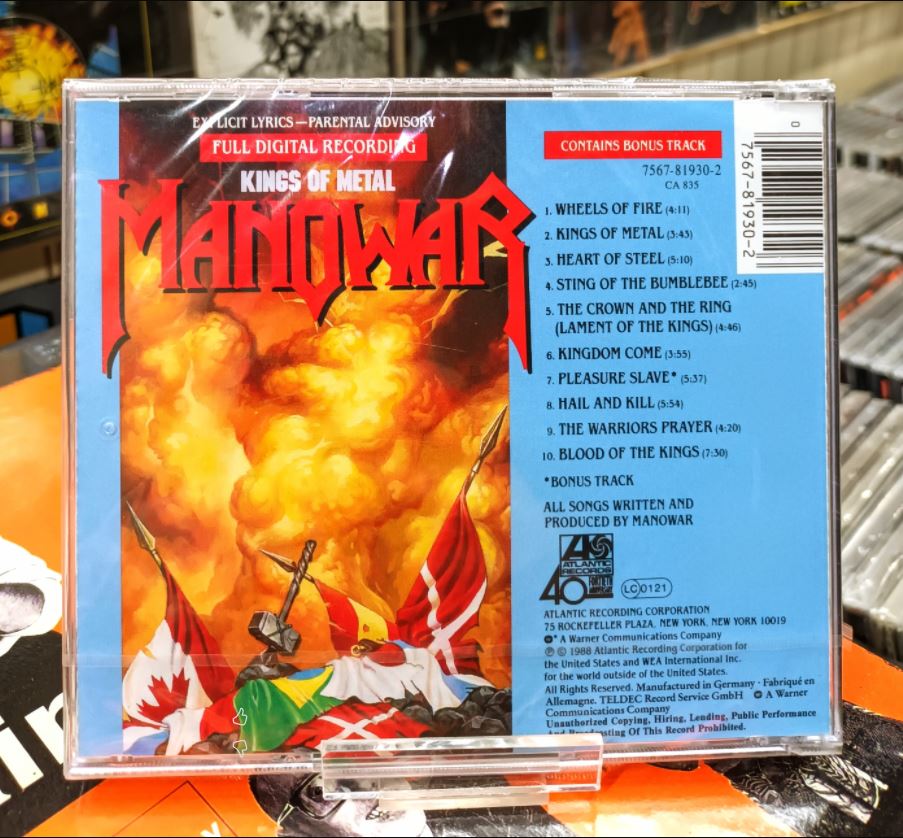 EXPLICIT LYRICS—PARENTAL ADVISORY
FULL DIGITAL RECORDING
KINGS OF METAL
MANOWAR
CONTAINS BONUS TRACK
7567-81930-2
CA 835
1. WHEELS OF FIRE (4:11)
2. KINGS OF METAL (3:43)
3. HEART OF STEEL (5:10)
4. STING OF THE BUMBLEBEE (2:45)
5. THE CROWN AND THE RING
(LAMENT OF THE KINGS) (4:46)
6. KINGDOM COME (3:55)
7. PLEASURE SLAVE* (5:37)
8. HAIL AND KILL (5:54)
9. THE WARRIORS PRAYER (4:20)
10. BLOOD OF THE KINGS (7:30)
*BONUS TRACK
ALL SONGS WRITTEN AND
PRODUCED BY MANOWAR
ATLANTIC
RECORDS
40
LC 0121
ATLANTIC RECORDING CORPORATION
75 ROCKEFELLER PLAZA, NEW YORK, NEW YORK 10019
* A Warner Communications Company
℗ © 1988 Atlantic Recording Corporation for
the United States and WEA International Inc.
for the world outside of the United States.
All Rights Reserved. Manufactured in Germany · Fabriqué en
Allemagne. TELDEC Record Service GmbH A Warner
Communications Company
Unauthorized Copying, Hiring, Lending, Public Performance
And Broadcasting Of This Record Prohibited.
0
7567-81930-2